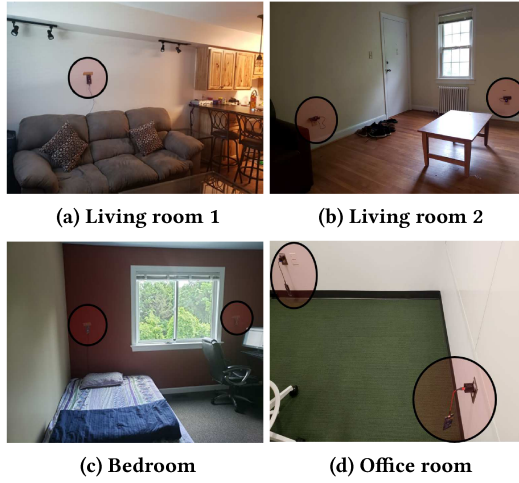 (a) Living room 1
(b) Living room 2
(c) Bedroom
(d) Office room